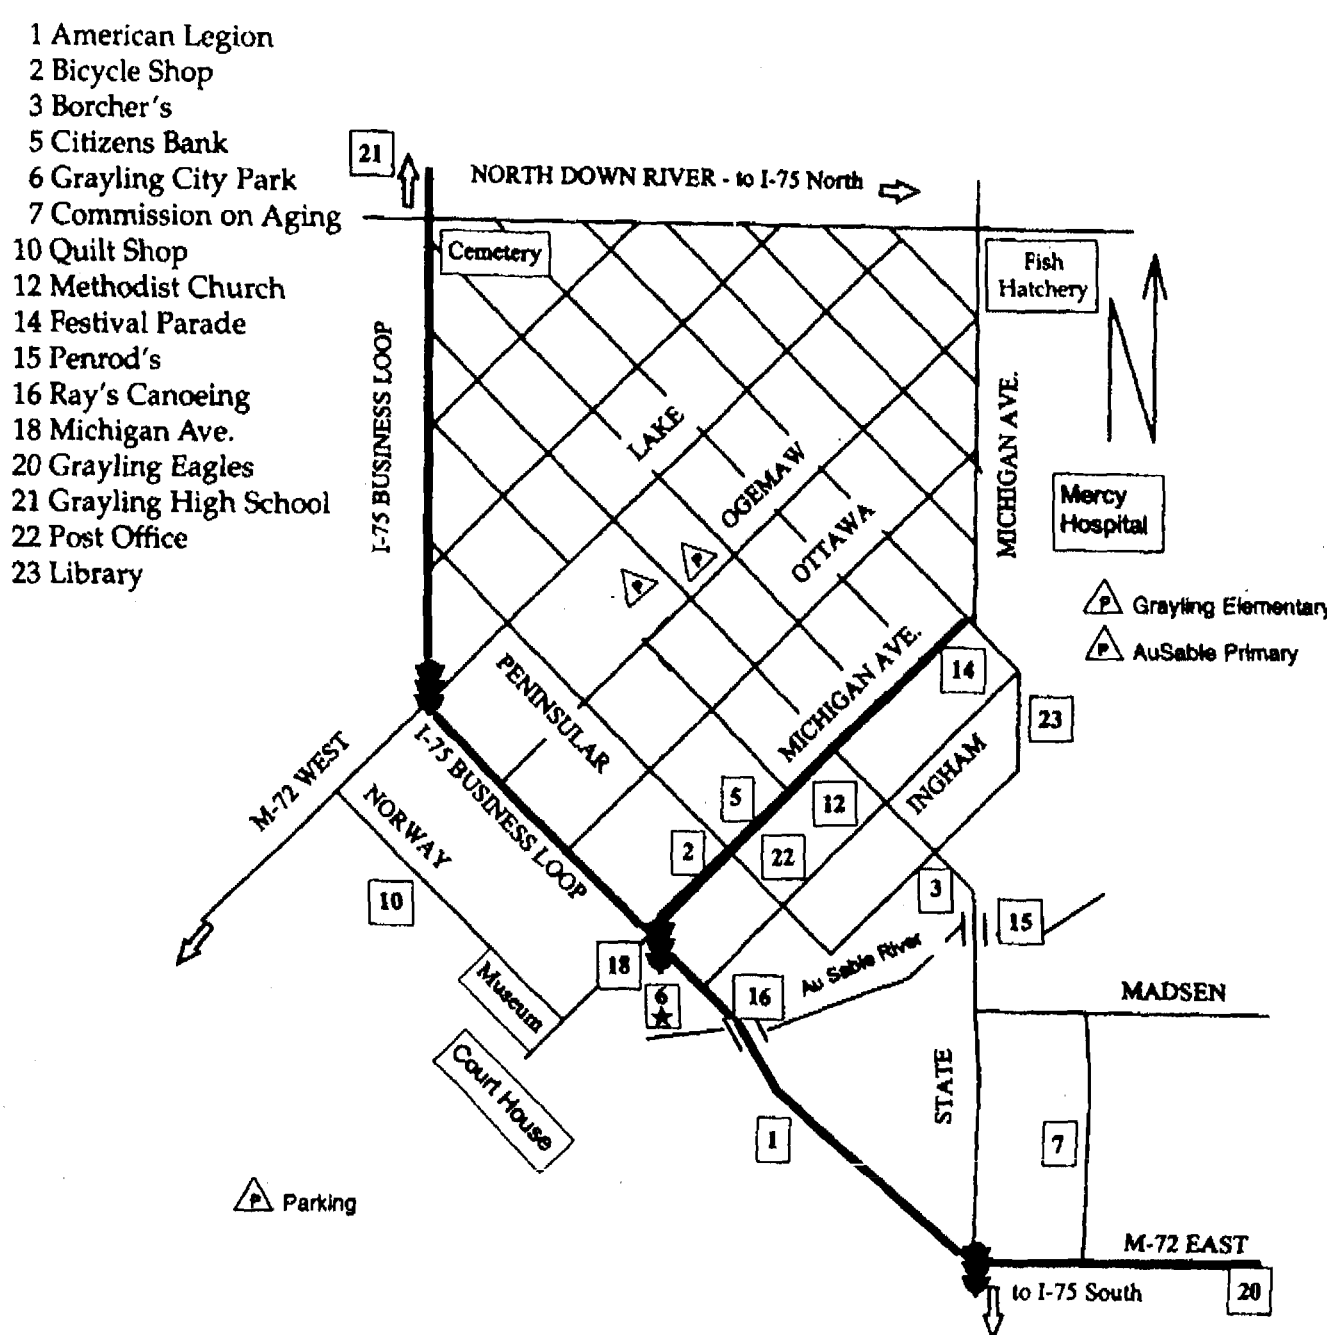 1 American Legion
2 Bicycle Shop
3 Borcher's
5 Citizens Bank
6 Grayling City Park
7 Commission on Aging
10 Quilt Shop
12 Methodist Church
14 Festival Parade
15 Penrod's
16 Ray's Canoeing
18 Michigan Ave.
20 Grayling Eagles
21 Grayling High School
22 Post Office
23 Library
21
NORTH DOWN RIVER - to I-75 North
Cemetery
Fish
Hatchery
I-75 BUSINESS LOOP
MICHIGAN AVE.
N
LAKE
OGEMAW
OTTAWA
Mercy
Hospital
P
P
P Grayling Elementary
P AuSable Primary
PENINSULAR
MICHIGAN AVE.
14
23
I-75 BUSINESS LOOP
M-72 WEST
NORWAY
INGHAM
5
12
2
22
10
3
15
18
Au Sable River
Museum
6
16
MADSEN
Court House
STATE
1
7
P Parking
M-72 EAST
to I-75 South
20